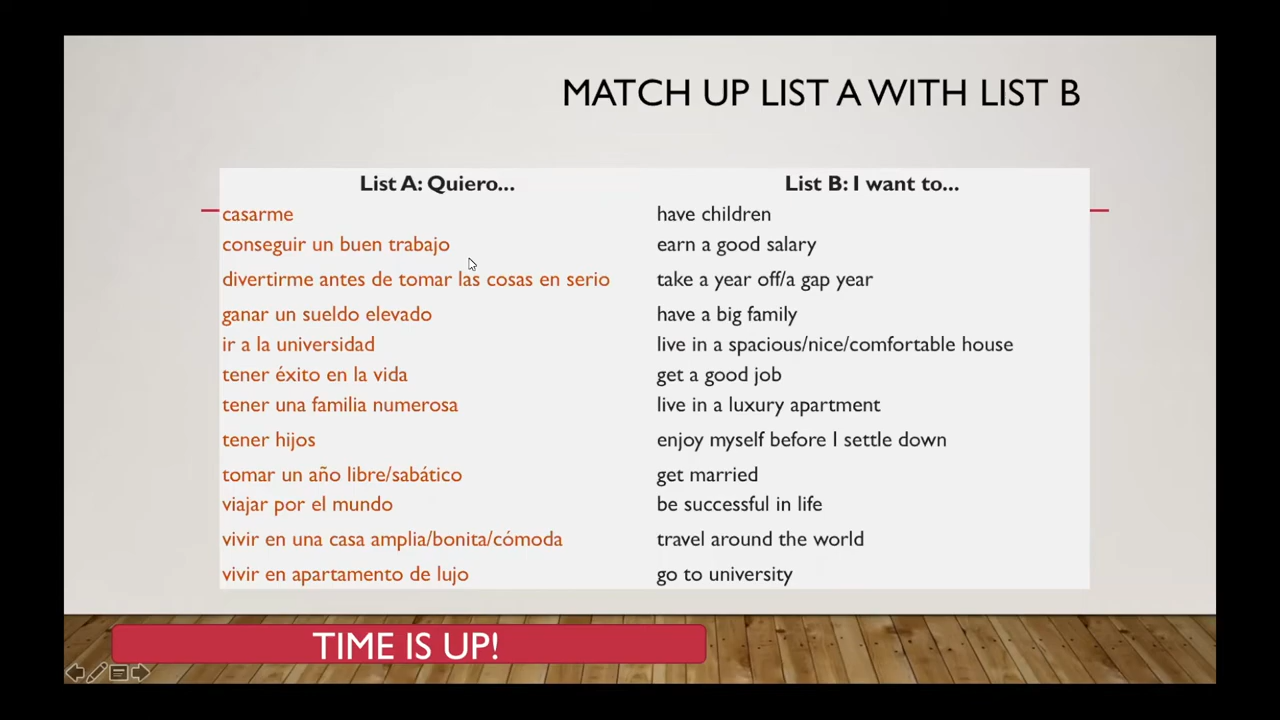 MATCH UP LIST A WITH LIST B
List A: Quiero... List B: I want to...
casarme have children
conseguir un buen trabajo earn a good salary
divertirme antes de tomar las cosas en serio take a year off/a gap year
ganar un sueldo elevado have a big family
ir a la universidad live in a spacious/nice/comfortable house
tener éxito en la vida get a good job
tener una familia numerosa live in a luxury apartment
tener hijos enjoy myself before I settle down
tomar un año libre/sabático get married
viajar por el mundo be successful in life
vivir en una casa amplia/bonita/cómoda travel around the world
vivir en apartamento de lujo go to university
TIME IS UP!